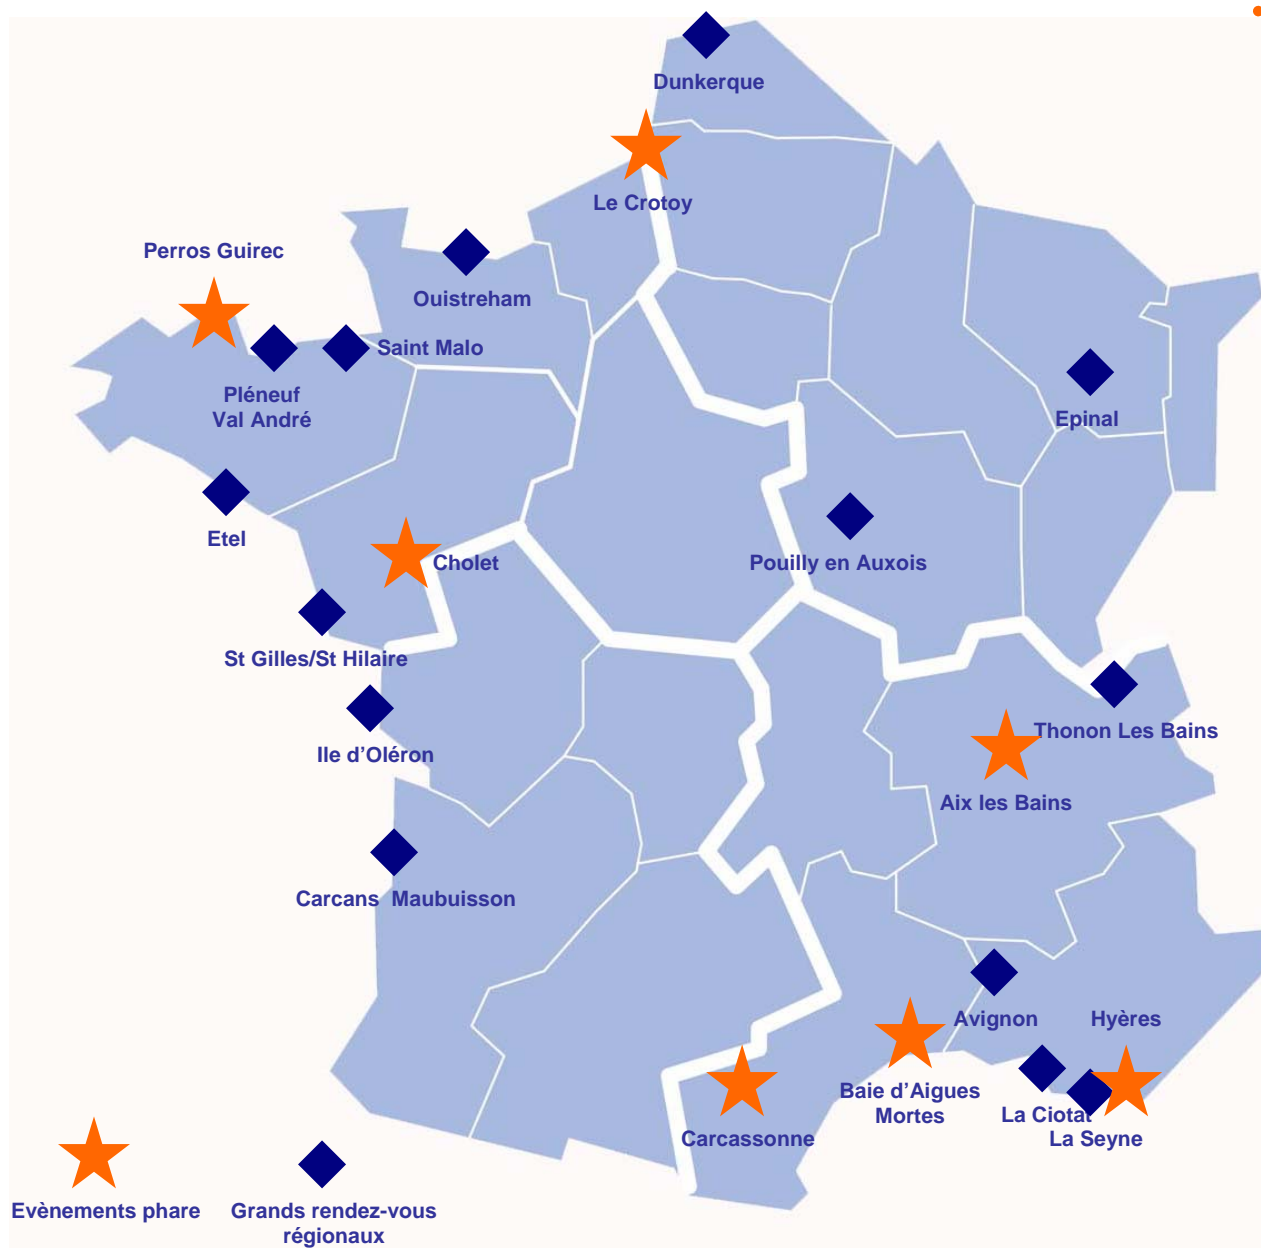 Dunkerque
Le Crotoy
Perros Guirec
Ouistreham
Saint Malo
Pléneuf
Val André
Epinal
Etel
Cholet
Pouilly en Auxois
St Gilles/St Hilaire
Thonon Les Bains
Ile d’Oléron
Aix les Bains
Carcans  Maubuisson
Avignon
Hyères
Baie d’Aigues
Mortes
La Ciotat
La Seyne
Carcassonne
Evènements phare
Grands rendez-vous
régionaux